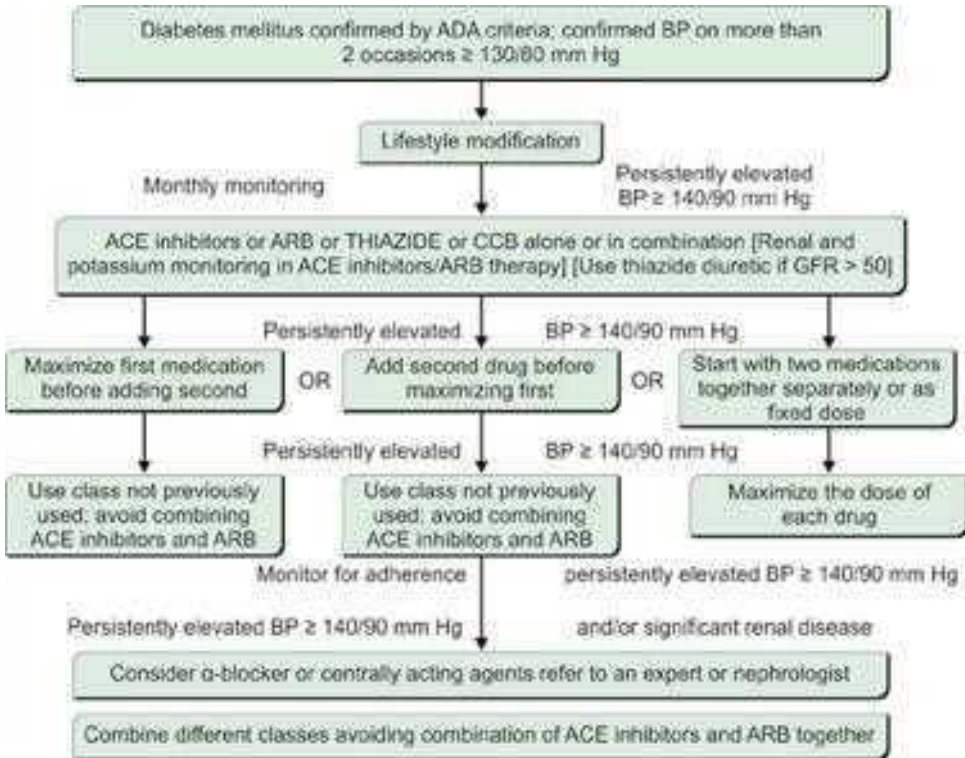 Diabetes mellitus confirmed by ADA criteria; confirmed BP on more than
2 occasions ≥ 130/80 mm Hg
Lifestyle modification
Monthly monitoring
Persistently elevated
BP ≥ 140/90 mm Hg
ACE inhibitors or ARB or THIAZIDE or CCB alone or in combination [Renal and
potassium monitoring in ACE inhibitors/ARB therapy] [Use thiazide diuretic if GFR > 50]
Persistently elevated BP ≥ 140/90 mm Hg
Maximize first medication
before adding second
OR
Add second drug before
maximizing first
OR
Start with two medications
together separately or as
fixed dose
Persistently elevated BP ≥ 140/90 mm Hg
Use class not previously
used; avoid combining
ACE inhibitors and ARB
Use class not previously
used; avoid combining
ACE inhibitors and ARB
Maximize the dose of
each drug
Monitor for adherence
persistently elevated BP ≥ 140/90 mm Hg
Persistently elevated BP ≥ 140/90 mm Hg
and/or significant renal disease
Consider α-blocker or centrally acting agents refer to an expert or nephrologist
Combine different classes avoiding combination of ACE inhibitors and ARB together